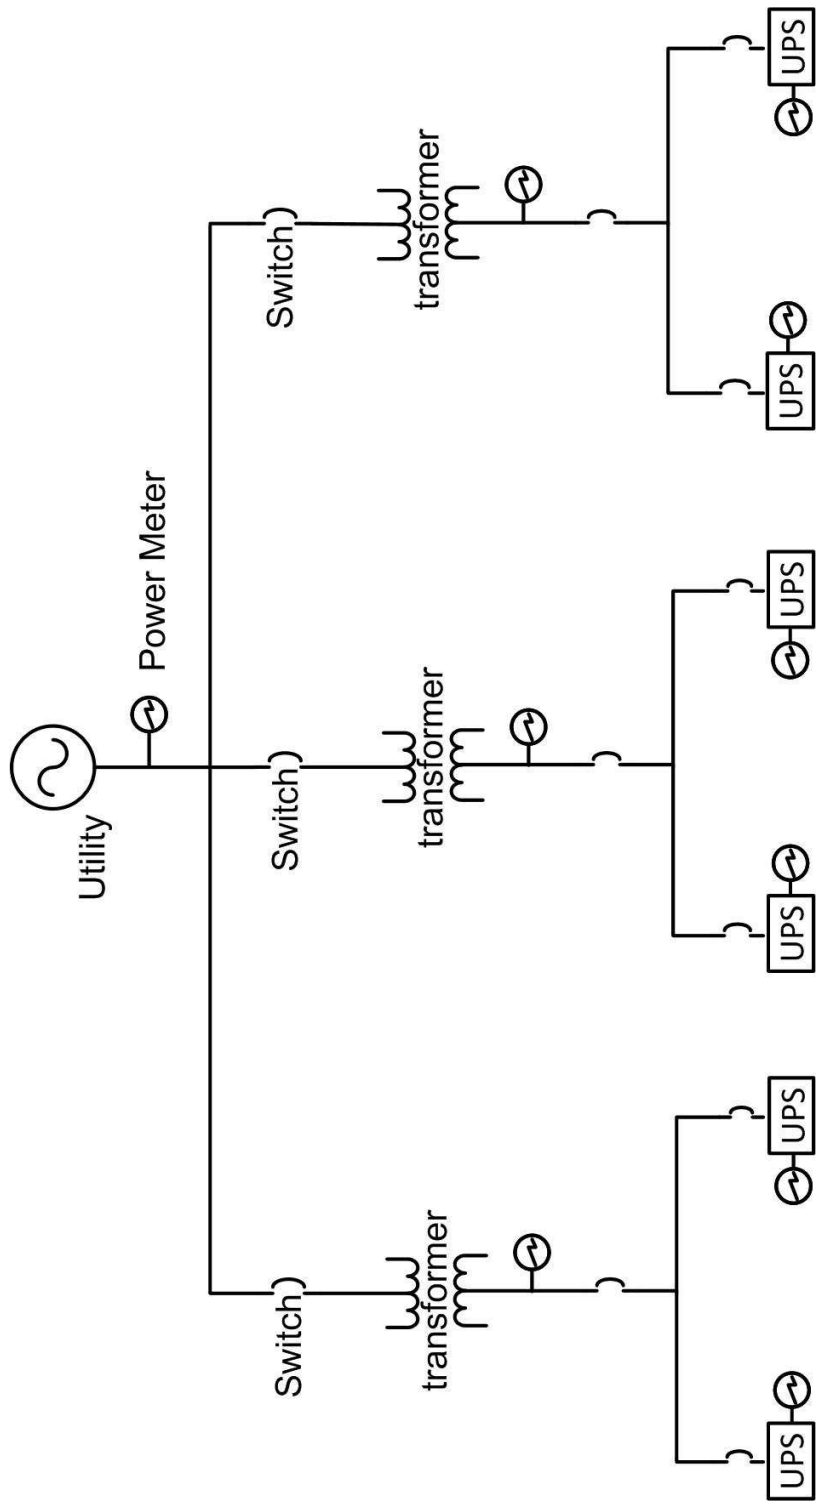 Utility
Power Meter
Switch
Switch
Switch
transformer
transformer
transformer
UPS
UPS
UPS
UPS
UPS
UPS